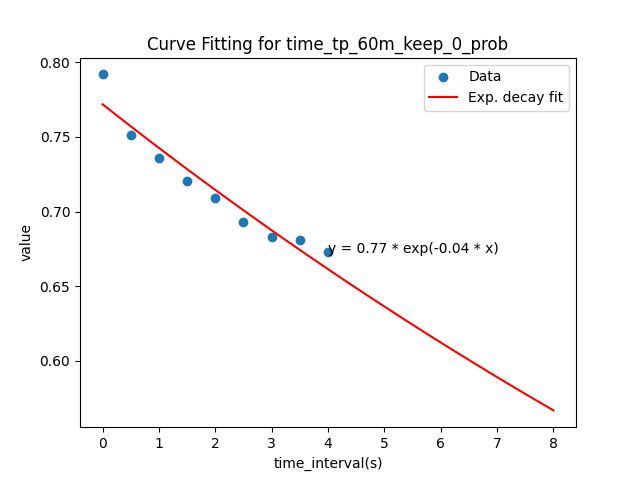 Curve Fitting for time_tp_60m_keep_0_prob
Data
Exp. decay fit
0.80
0.75
0.70
0.65
0.60
value
y = 0.77 * exp(-0.04 * x)
0 1 2 3 4 5 6 7 8
time_interval(s)